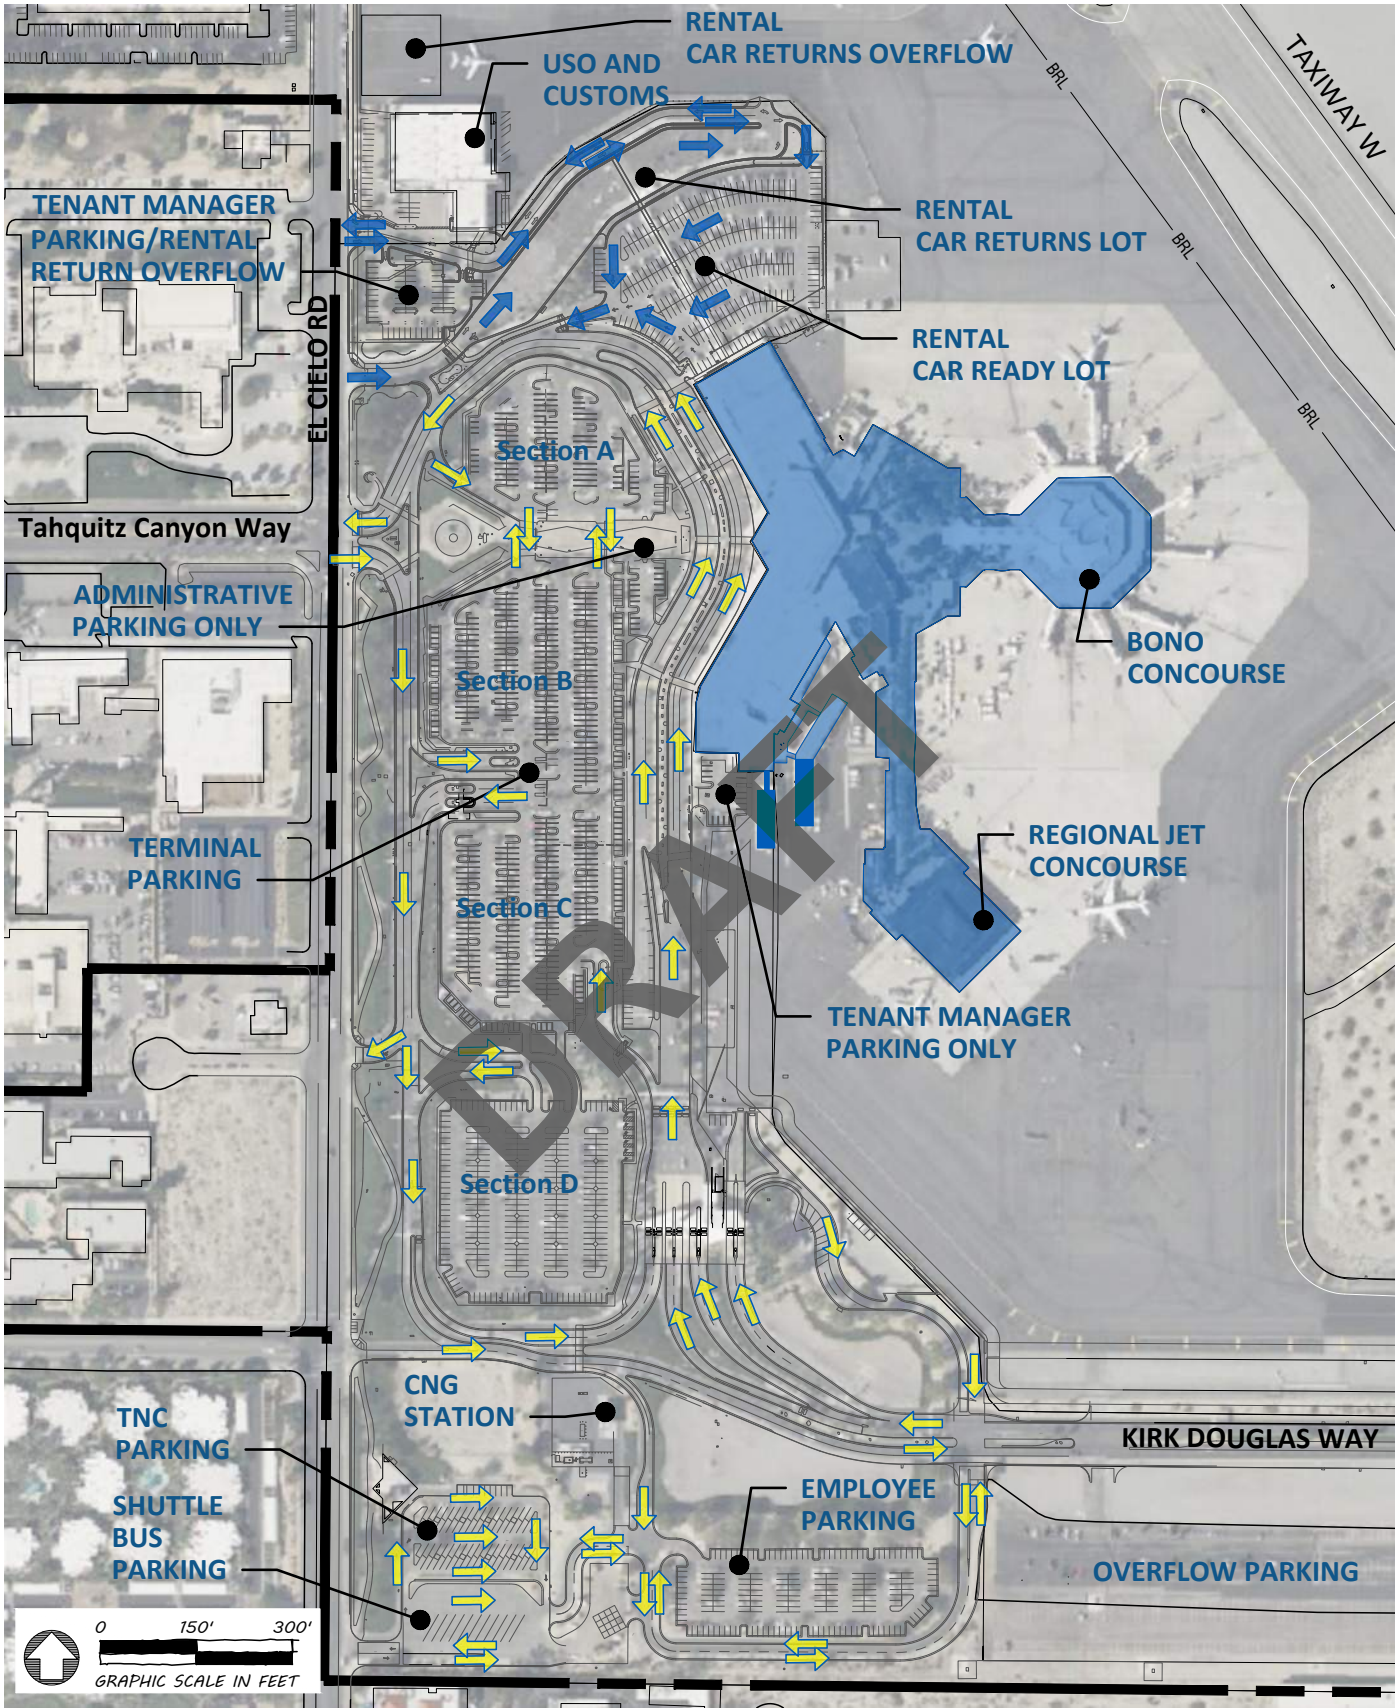 RENTAL
CAR RETURNS OVERFLOW
USO AND
CUSTOMS
TAXIWAY W
BRL
TENANT MANAGER
PARKING/RENTAL
RETURN OVERFLOW
RENTAL
CAR RETURNS LOT
BRL
RENTAL
CAR READY LOT
BRL
EL CIELO RD
Section A
Tahquitz Canyon Way
ADMINISTRATIVE
PARKING ONLY
BONO
CONCOURSE
Section B
TERMINAL
PARKING
REGIONAL JET
CONCOURSE
Section C
DRAFT
TENANT MANAGER
PARKING ONLY
Section D
CNG
STATION
TNC
PARKING
KIRK DOUGLAS WAY
SHUTTLE
BUS
PARKING
EMPLOYEE
PARKING
OVERFLOW PARKING
0 150' 300'
GRAPHIC SCALE IN FEET